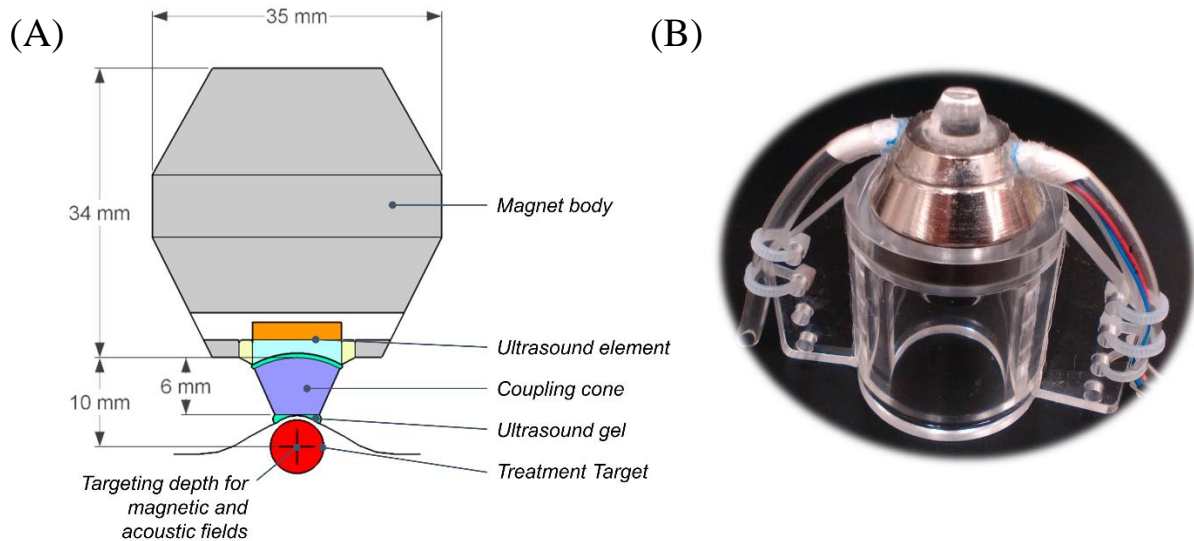 (A)
35 mm
(B)
34 mm
Magnet body
Ultrasound element
6 mm
Coupling cone
10 mm
Ultrasound gel
Treatment Target
Targeting depth for
magnetic and
acoustic fields